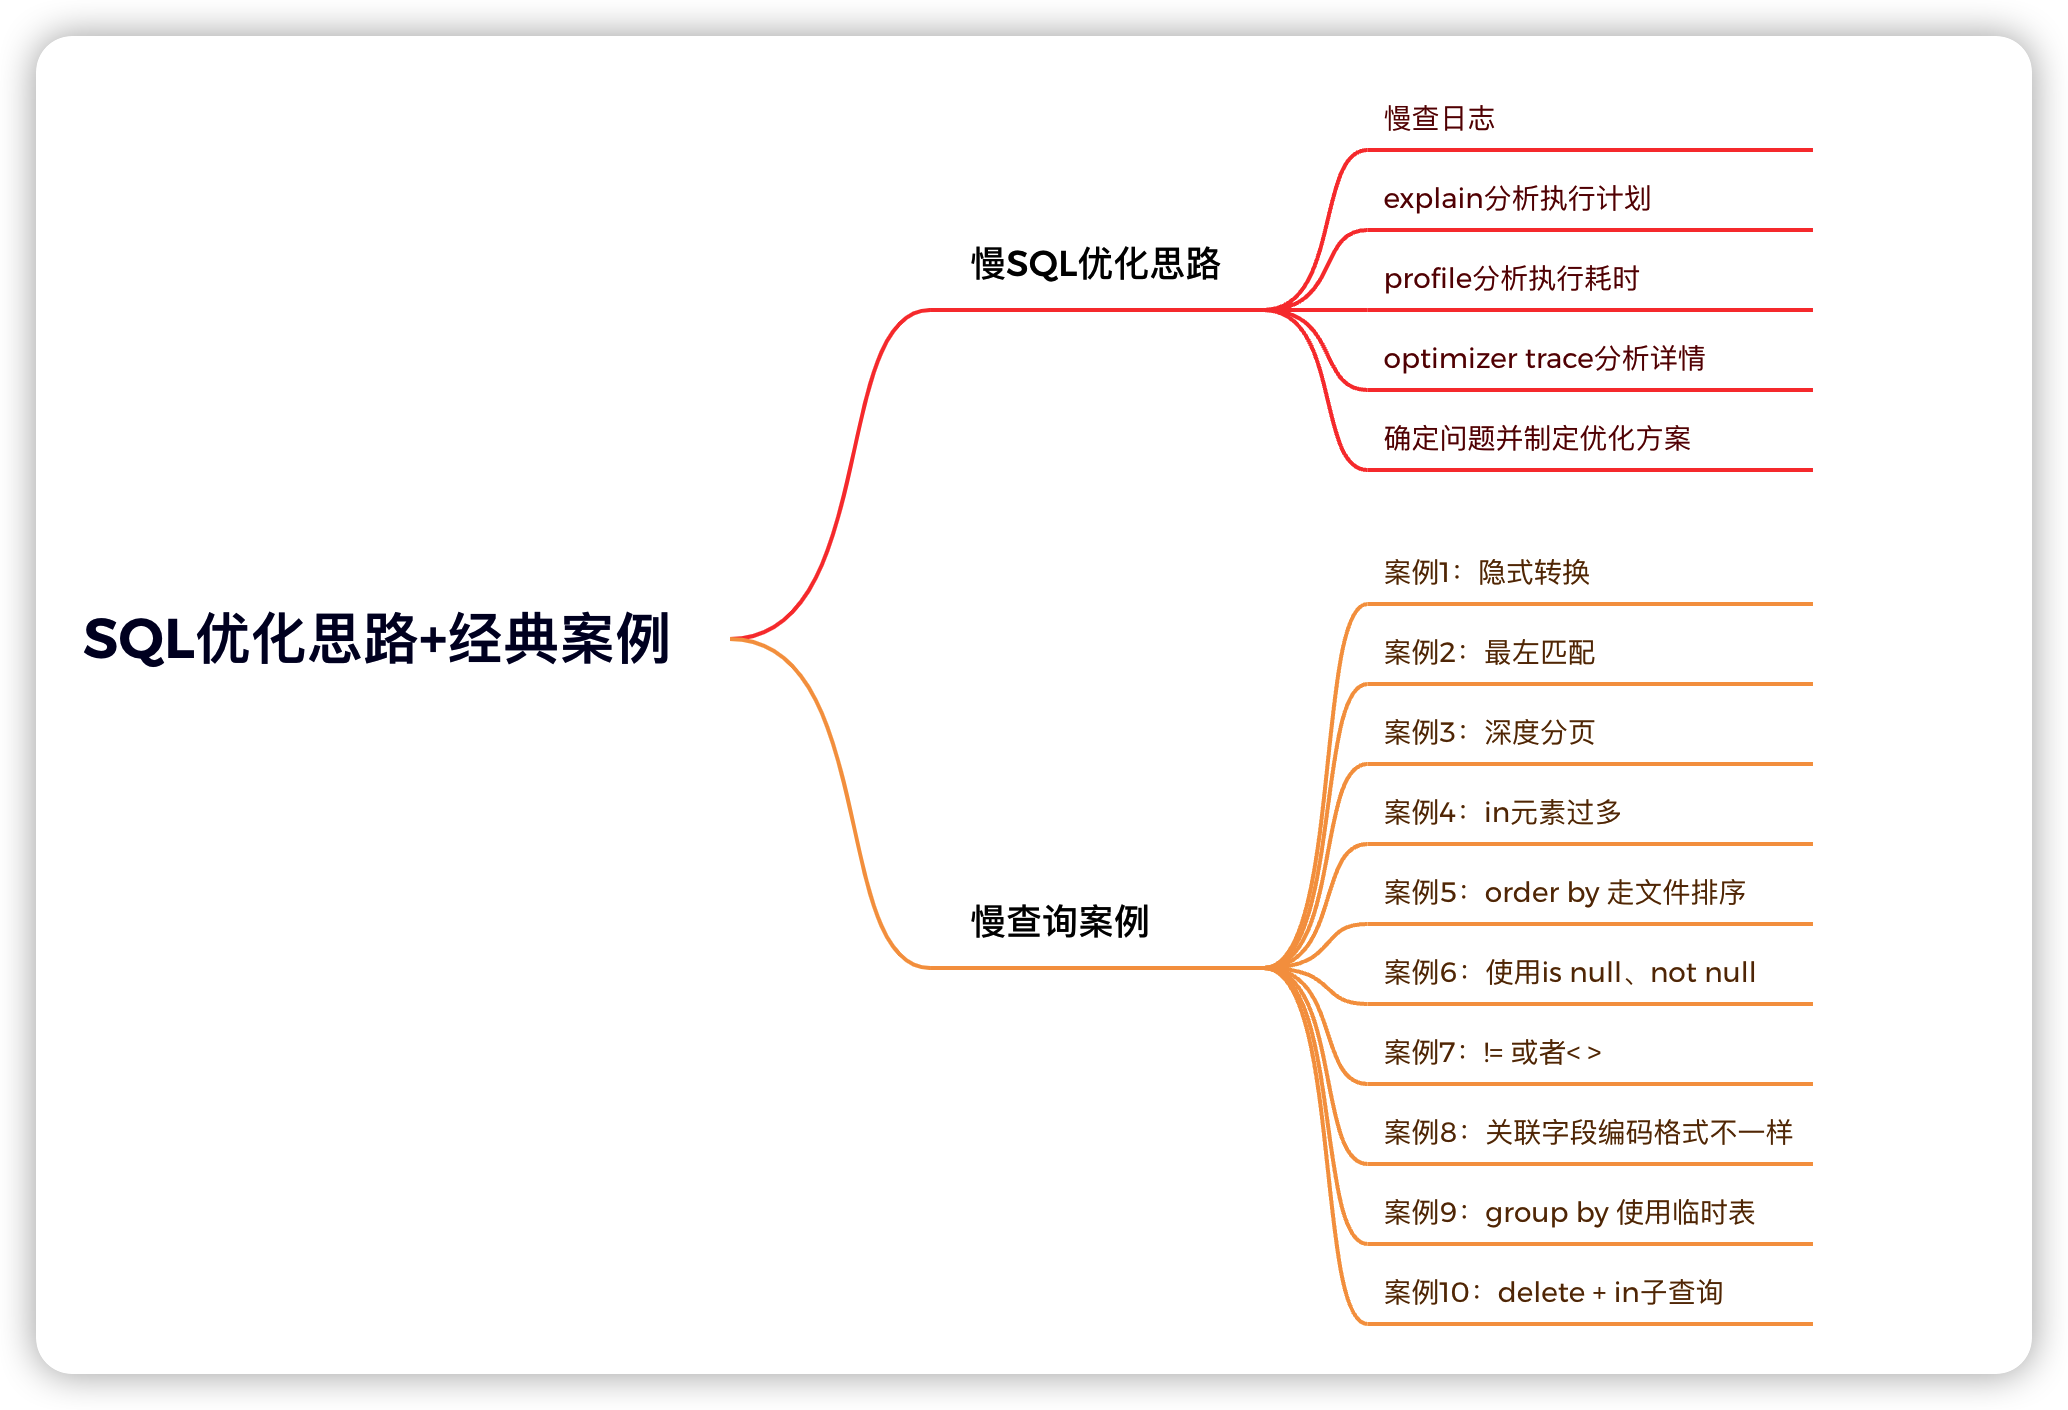 SQL优化思路+经典案例
慢SQL优化思路
慢查日志
explain分析执行计划
profile分析执行耗时
optimizer trace分析详情
确定问题并制定优化方案
慢查询案例
案例1：隐式转换
案例2：最左匹配
案例3：深度分页
案例4：in元素过多
案例5：order by 走文件排序
案例6：使用is null、not null
案例7：!= 或者< >
案例8：关联字段编码格式不一样
案例9：group by 使用临时表
案例10：delete + in子查询